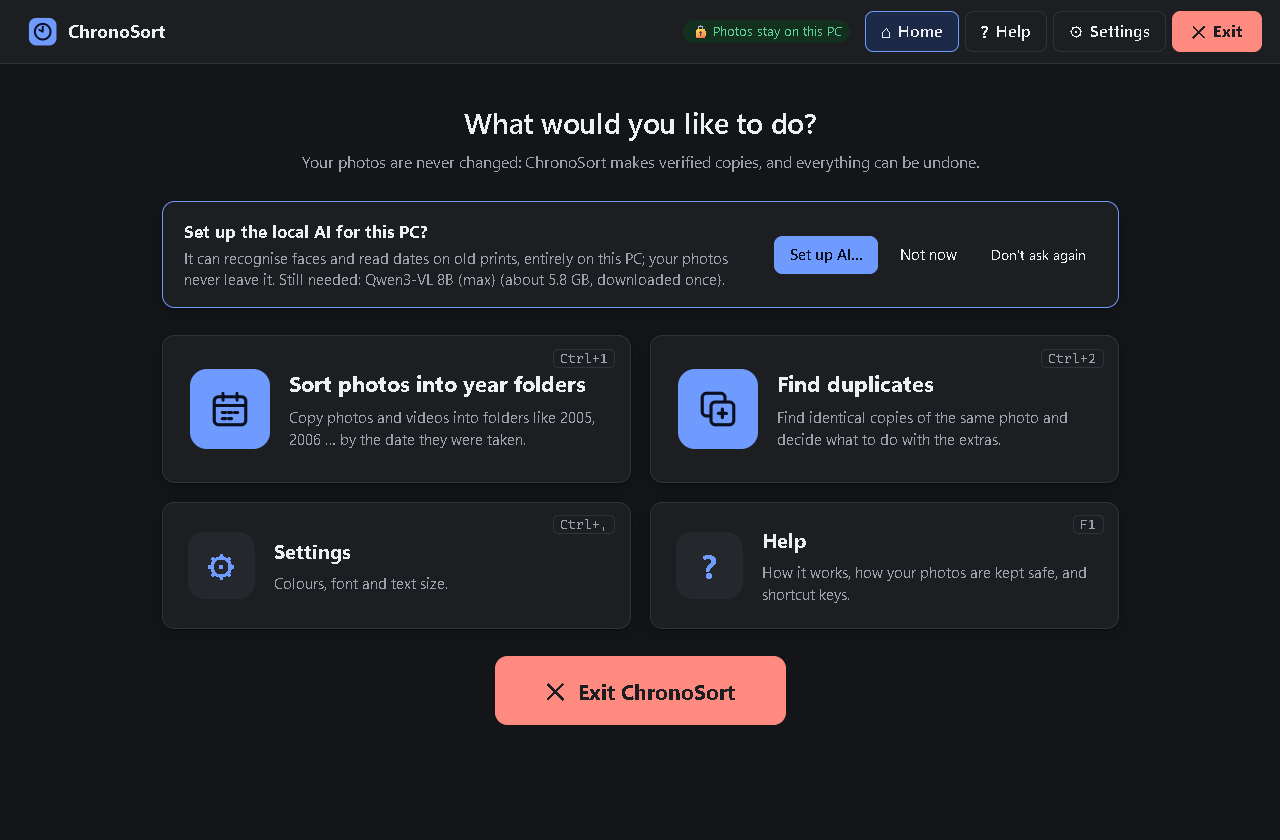 ChronoSort
🔒 Photos stay on this PC
⌂ Home
? Help
⚙ Settings
✕ Exit
What would you like to do?
Your photos are never changed: ChronoSort makes verified copies, and everything can be undone.
Set up the local AI for this PC?
It can recognise faces and read dates on old prints, entirely on this PC; your photos
never leave it. Still needed: Qwen3-VL 8B (max) (about 5.8 GB, downloaded once).
Set up AI...
Not now
Don't ask again
Ctrl+1
Sort photos into year folders
Copy photos and videos into folders like 2005,
2006 ... by the date they were taken.
Ctrl+2
Find duplicates
Find identical copies of the same photo and
decide what to do with the extras.
Ctrl+,
Settings
Colours, font and text size.
F1
?
Help
How it works, how your photos are kept safe, and
shortcut keys.
✕ Exit ChronoSort